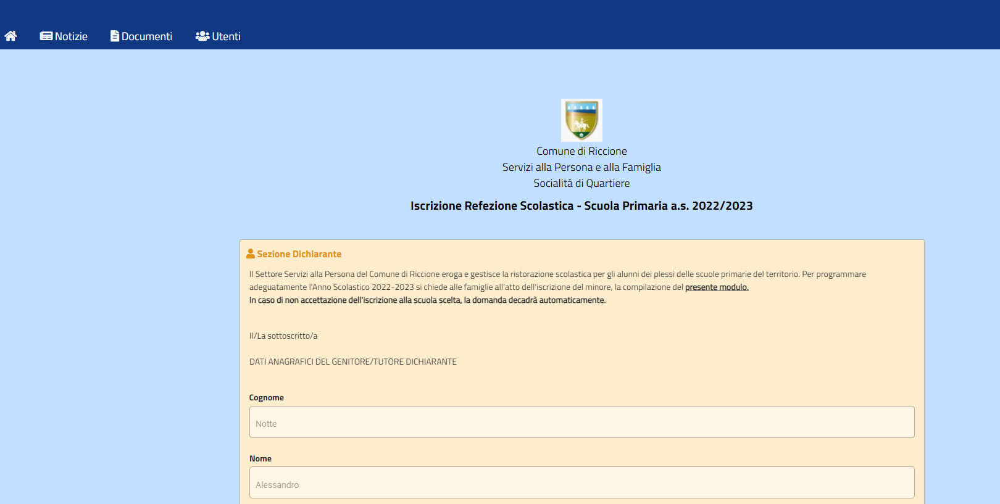 Notizie Documenti Utenti
Comune di Riccione
Servizi alla Persona e alla Famiglia
Socialità di Quartiere
Iscrizione Refezione Scolastica - Scuola Primaria a.s. 2022/2023
Sezione Dichiarante
Il Settore Servizi alla Persona del Comune di Riccione eroga e gestisce la ristorazione scolastica per gli alunni dei plessi delle scuole primarie del territorio. Per programmare
adeguatamente l'Anno Scolastico 2022-2023 si chiede alle famiglie all'atto dell'iscrizione del minore, la compilazione del presente modulo.
In caso di non accettazione dell'iscrizione alla scuola scelta, la domanda decadrà automaticamente.
Il/La sottoscritto/a
DATI ANAGRAFICI DEL GENITORE/TUTORE DICHIARANTE
Cognome
Notte
Nome
Alessandro